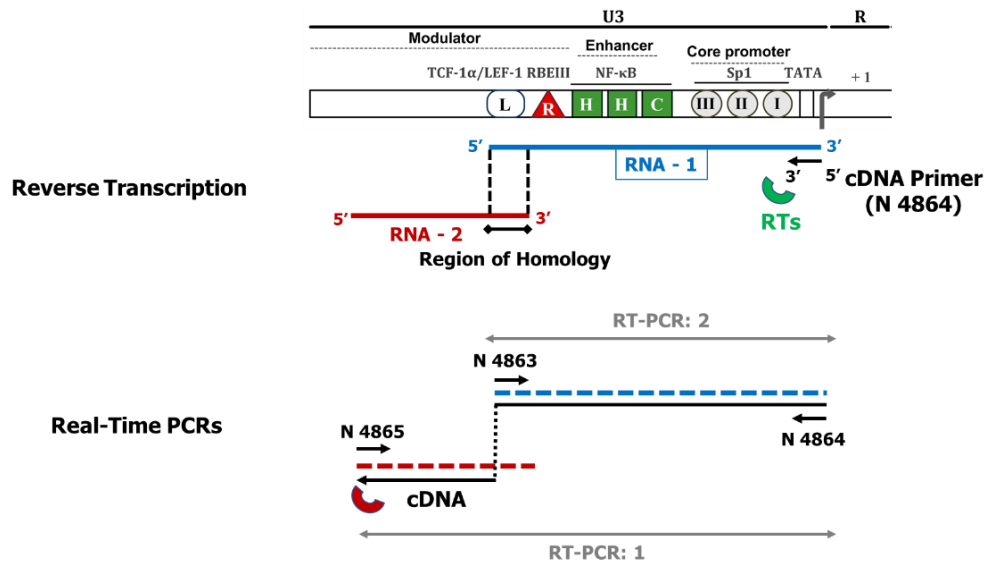 U3 R
Modulator Enhancer Core promoter
TCF-1α/LEF-1 RBEIII NF-κB Sp1 TATA +1
L R H H C III II I
5’ 3’
RNA - 1
Reverse Transcription 3’ 5’ cDNA Primer
(N 4864)
RTs
5’ 3’
RNA - 2
Region of Homology
RT-PCR: 2
N 4863
Real-Time PCRs N 4865 N 4864
cDNA
RT-PCR: 1